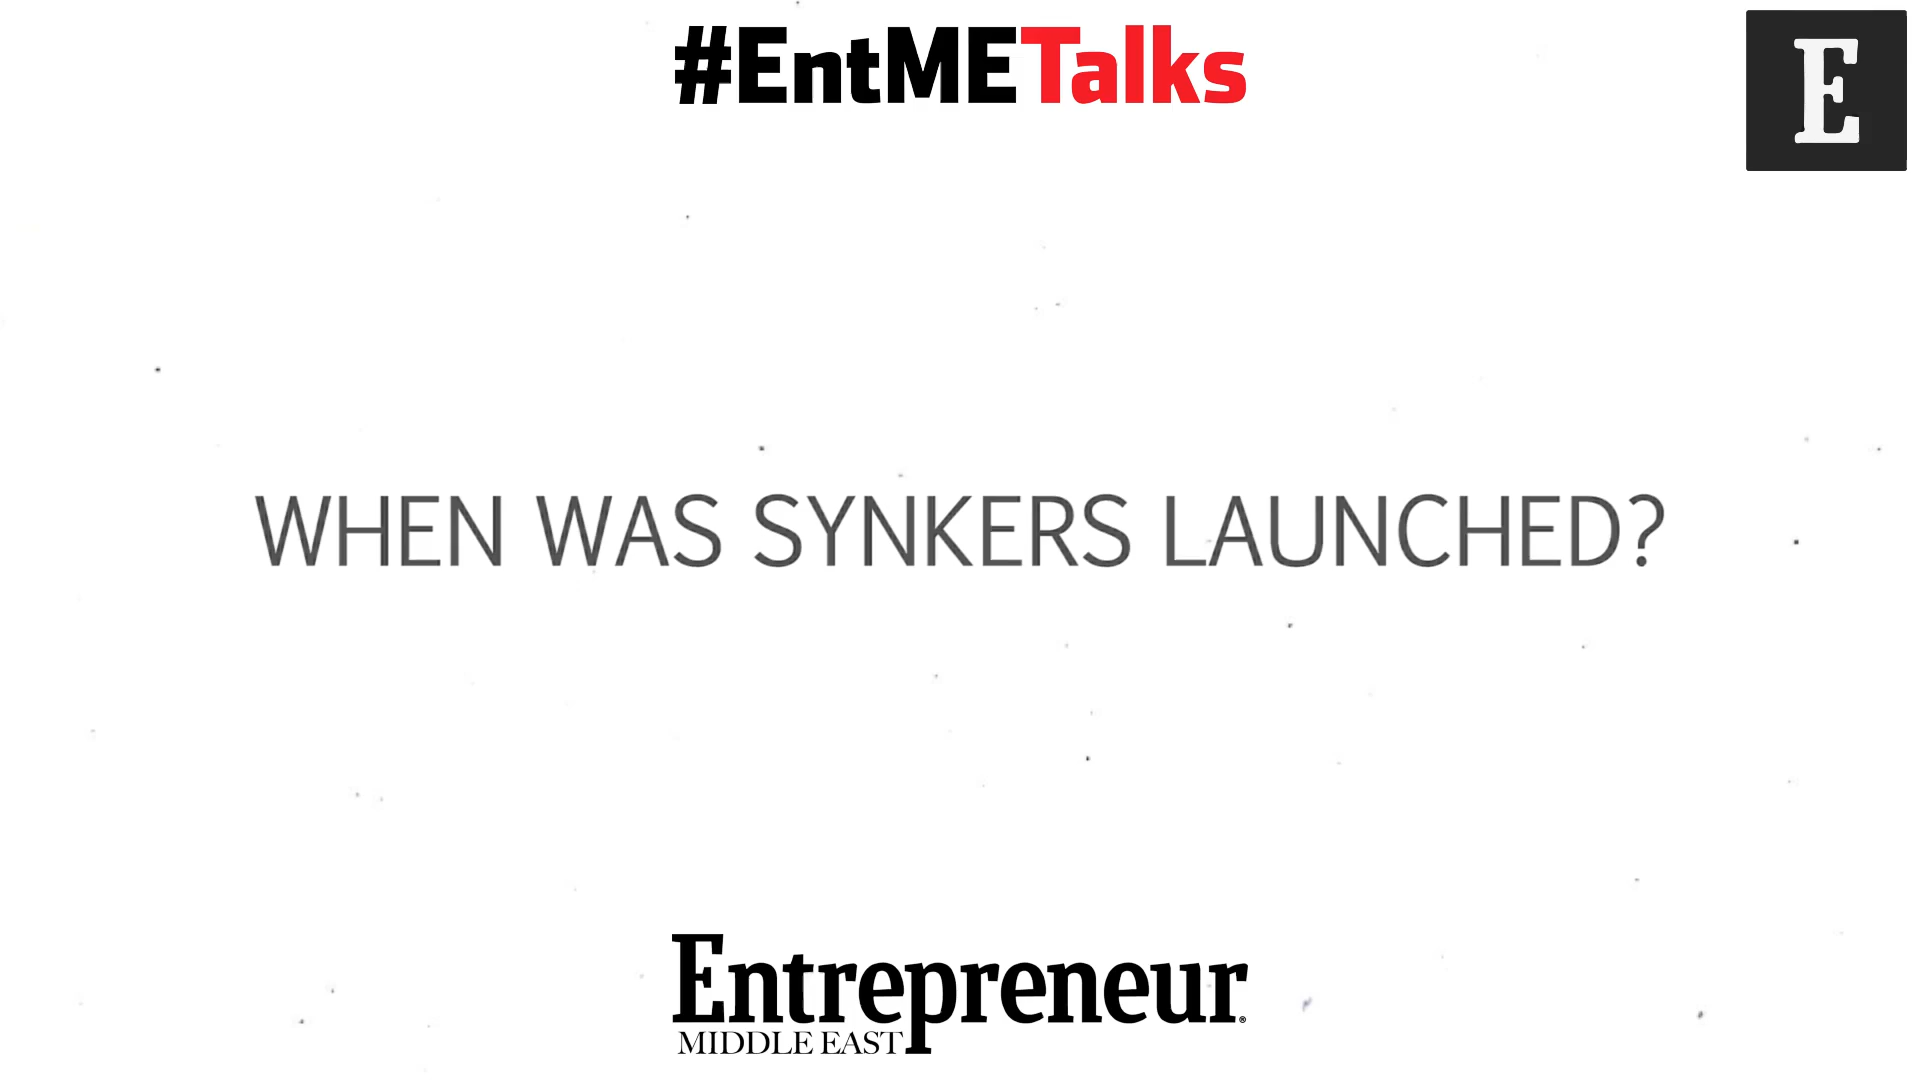 #EntMETalks
E
WHEN WAS SYNKERS LAUNCHED?
Entrepreneur®
MIDDLE EAST